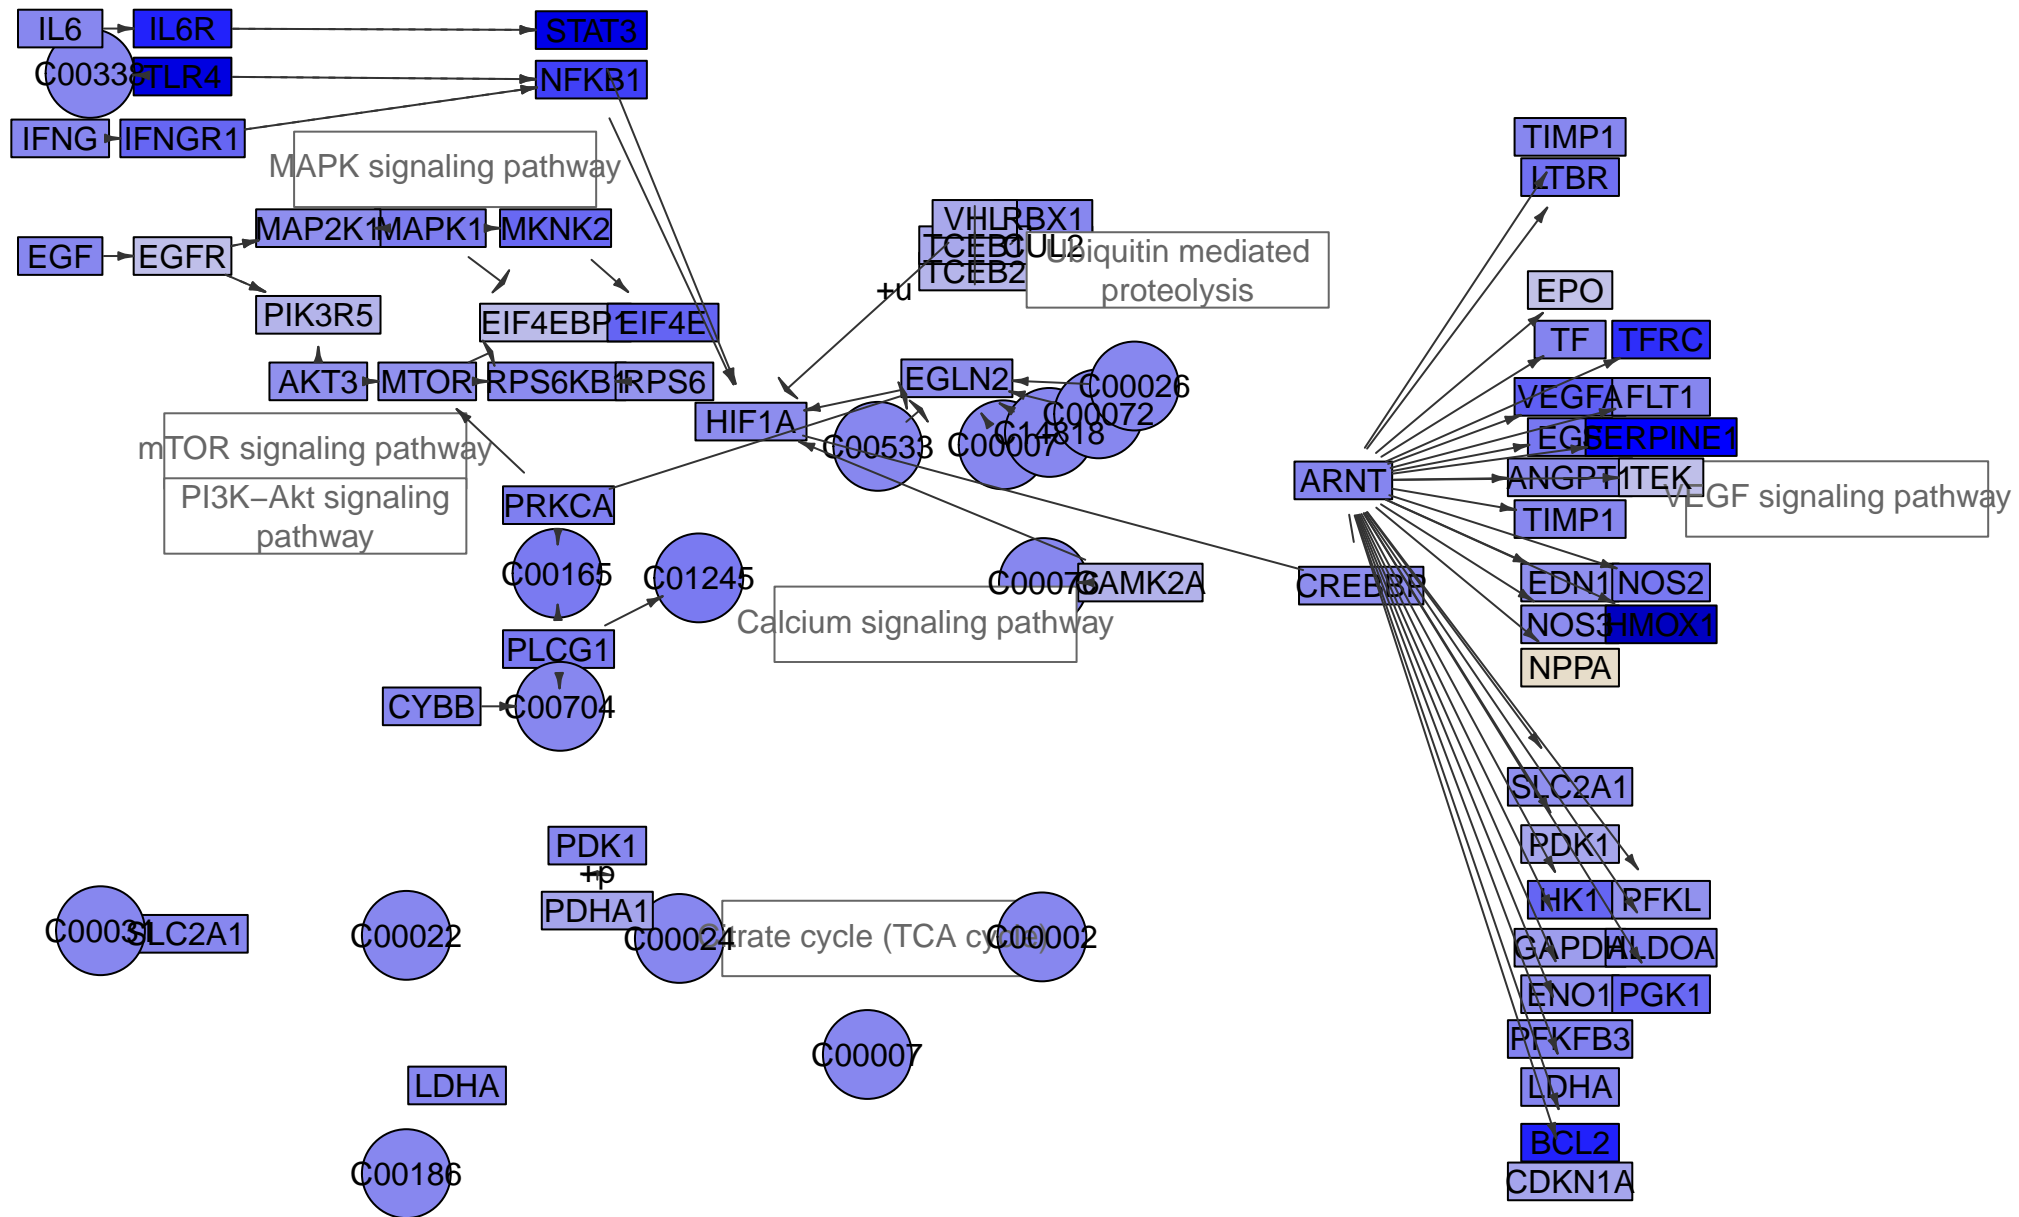 IL6
IL6R
STAT3
C00338
TLR4
NFKB1
IFNG
IFNGR1
TIMP1
MAPK signaling pathway
LTBR
MAP2K1
MAPK1
MKNK2
VHL
RBX1
EGF
EGFR
TCEB1
CUL2
Ubiquitin mediated
proteolysis
TCEB2
+u
EPO
PIK3R5
EIF4EBP1
EIF4E
TF
TFRC
AKT3
MTOR
RPS6KB1
RPS6
EGLN2
C00026
VEGFA
FLT1
HIF1A
C00072
C14818
C00007
C00533
EGF
SERPINE1
mTOR signaling pathway
PI3K−Akt signaling
pathway
ARNT
ANGPT1
TEK
VEGF signaling pathway
PRKCA
TIMP1
C00165
C01245
C00076
CAMK2A
CREBBP
EDN1
NOS2
Calcium signaling pathway
NOS3
HMOX1
PLCG1
NPPA
CYBB
C00704
SLC2A1
PDK1
PDK1
+p
PDHA1
HK1
PFKL
C00031
SLC2A1
C00022
C00024
Citrate cycle (TCA cycle)
C00002
GAPDH
ALDOA
ENO1
PGK1
PFKFB3
C00007
LDHA
LDHA
BCL2
C00186
CDKN1A